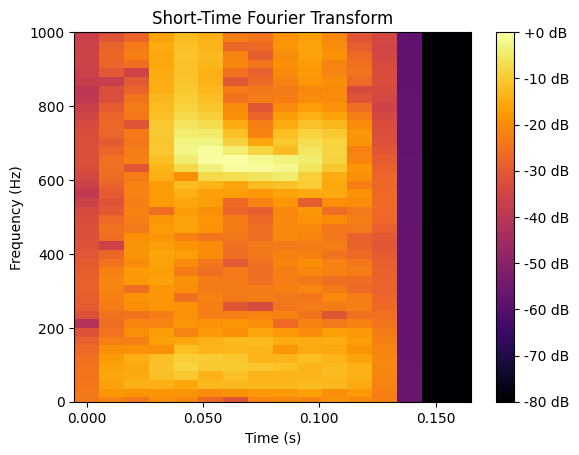 Short-Time Fourier Transform
1000
800
600
400
200
0
Frequency (Hz)
0.000
0.050
0.100
0.150
Time (s)
+0 dB
-10 dB
-20 dB
-30 dB
-40 dB
-50 dB
-60 dB
-70 dB
-80 dB